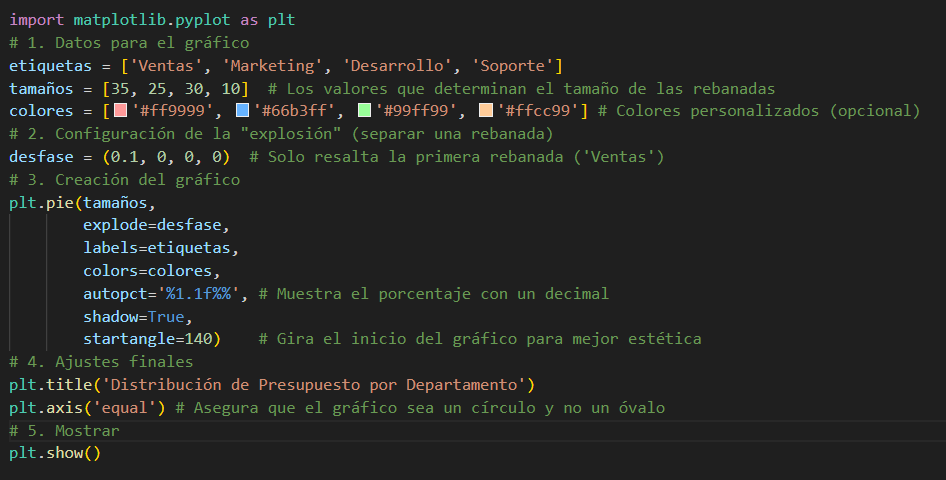 import matplotlib.pyplot as plt
# 1. Datos para el gráfico
etiquetas = ['Ventas', 'Marketing', 'Desarrollo', 'Soporte']
tamaños = [35, 25, 30, 10]  # Los valores que determinan el tamaño de las rebanadas
colores = ['#ff9999', '#66b3ff', '#99ff99', '#ffcc99'] # Colores personalizados (opcional)
# 2. Configuración de la "explosión" (separar una rebanada)
desfase = (0.1, 0, 0, 0)  # Solo resalta la primera rebanada ('Ventas')
# 3. Creación del gráfico
plt.pie(tamaños,
        explode=desfase,
        labels=etiquetas,
        colors=colores,
        autopct='%1.1f%%', # Muestra el porcentaje con un decimal
        shadow=True,
        startangle=140)    # Gira el inicio del gráfico para mejor estética
# 4. Ajustes finales
plt.title('Distribución de Presupuesto por Departamento')
plt.axis('equal') # Asegura que el gráfico sea un círculo y no un óvalo
# 5. Mostrar
plt.show()